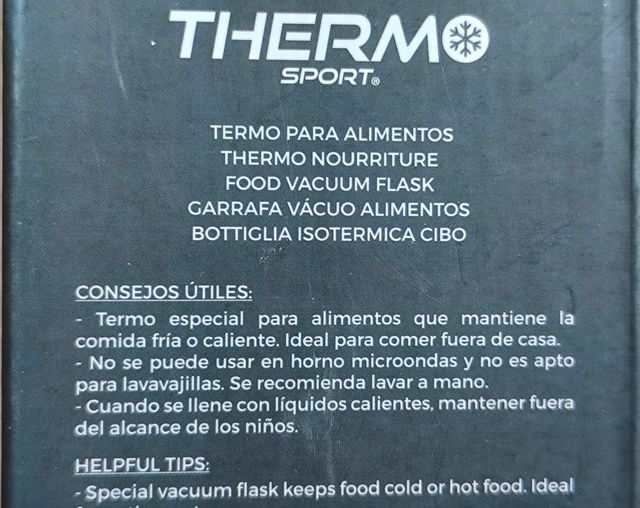 THERMO
SPORT®
TERMO PARA ALIMENTOS
THERMO NOURRITURE
FOOD VACUUM FLASK
GARRAFA VÁCUO ALIMENTOS
BOTTIGLIA ISOTERMICA CIBO
CONSEJOS ÚTILES:
- Termo especial para alimentos que mantiene la
comida fría o caliente. Ideal para comer fuera de casa.
- No se puede usar en horno microondas y no es apto
para lavavajillas. Se recomienda lavar a mano.
- Cuando se llene con líquidos calientes, mantener fuera
del alcance de los niños.
HELPFUL TIPS:
- Special vacuum flask keeps food cold or hot food. Ideal